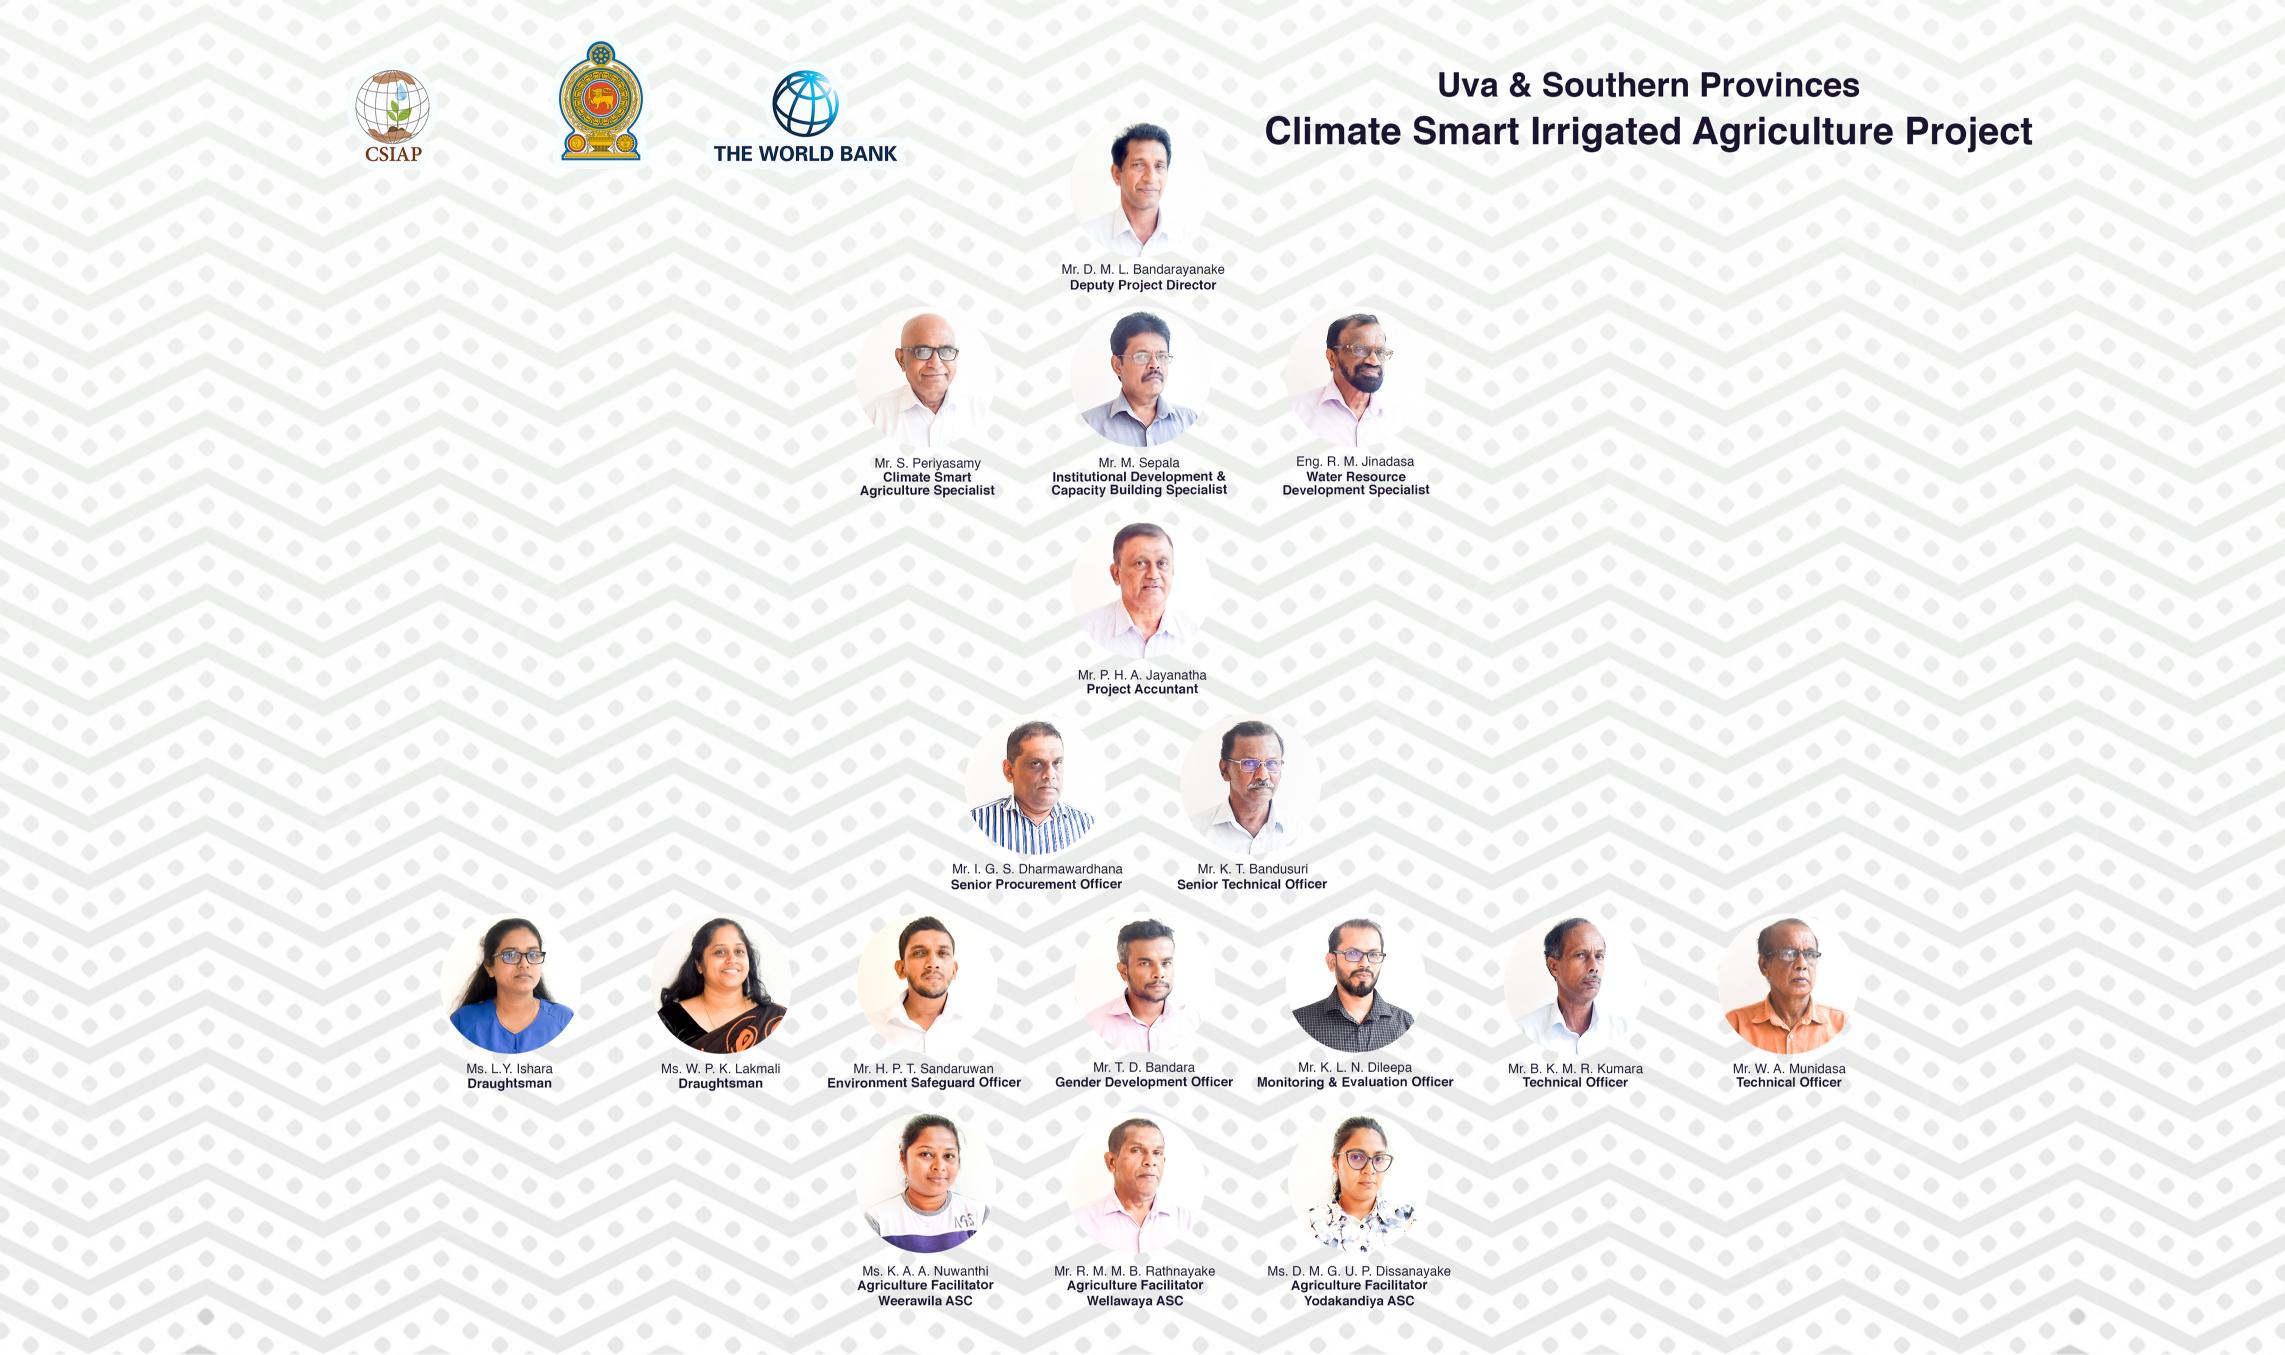 CSIAP
THE WORLD BANK
Uva & Southern Provinces
Climate Smart Irrigated Agriculture Project
Mr. D. M. L. Bandarayanake
Deputy Project Director
Mr. S. Periyasamy
Climate Smart
Agriculture Specialist
Mr. M. Sepala
Institutional Development &
Capacity Building Specialist
Eng. R. M. Jinadasa
Water Resource
Development Specialist
Mr. P. H. A. Jayanatha
Project Accuntant
Mr. I. G. S. Dharmawardhana
Senior Procurement Officer
Mr. K. T. Bandusuri
Senior Technical Officer
Ms. L.Y. Ishara
Draughtsman
Ms. W. P. K. Lakmali
Draughtsman
Mr. H. P. T. Sandaruwan
Environment Safeguard Officer
Mr. T. D. Bandara
Gender Development Officer
Mr. K. L. N. Dileepa
Monitoring & Evaluation Officer
Mr. B. K. M. R. Kumara
Technical Officer
Mr. W. A. Munidasa
Technical Officer
Ms. K. A. A. Nuwanthi
Agriculture Facilitator
Weerawila ASC
Mr. R. M. M. B. Rathnayake
Agriculture Facilitator
Wellawaya ASC
Ms. D. M. G. U. P. Dissanayake
Agriculture Facilitator
Yodakandiya ASC